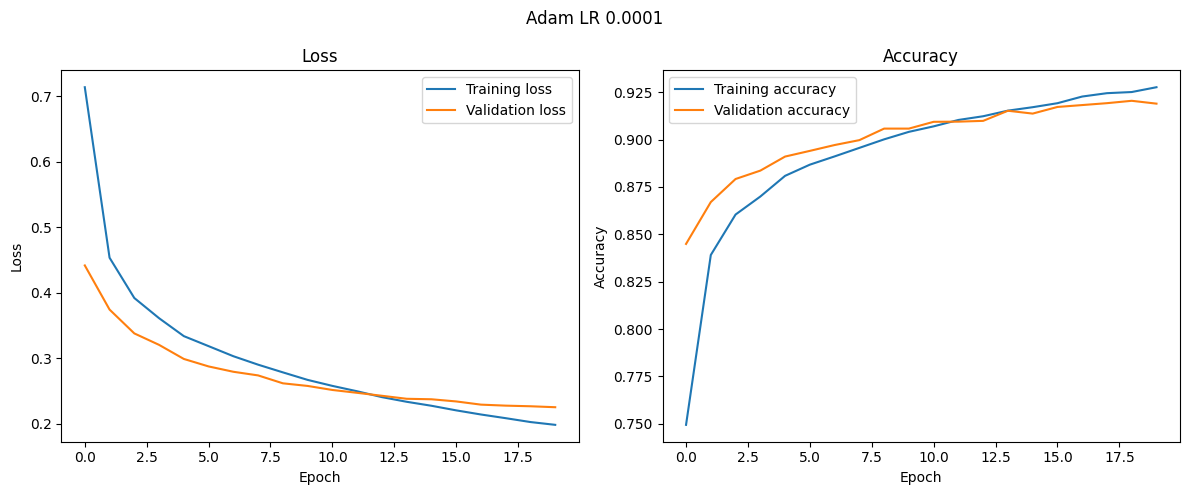 Adam LR 0.0001
Loss
Training loss
Validation loss
0.7
0.6
0.5
0.4
0.3
0.2
Loss
0.0 2.5 5.0 7.5 10.0 12.5 15.0 17.5
Epoch
Accuracy
Training accuracy
Validation accuracy
0.925
0.900
0.875
0.850
0.825
0.800
0.775
0.750
Accuracy
0.0 2.5 5.0 7.5 10.0 12.5 15.0 17.5
Epoch